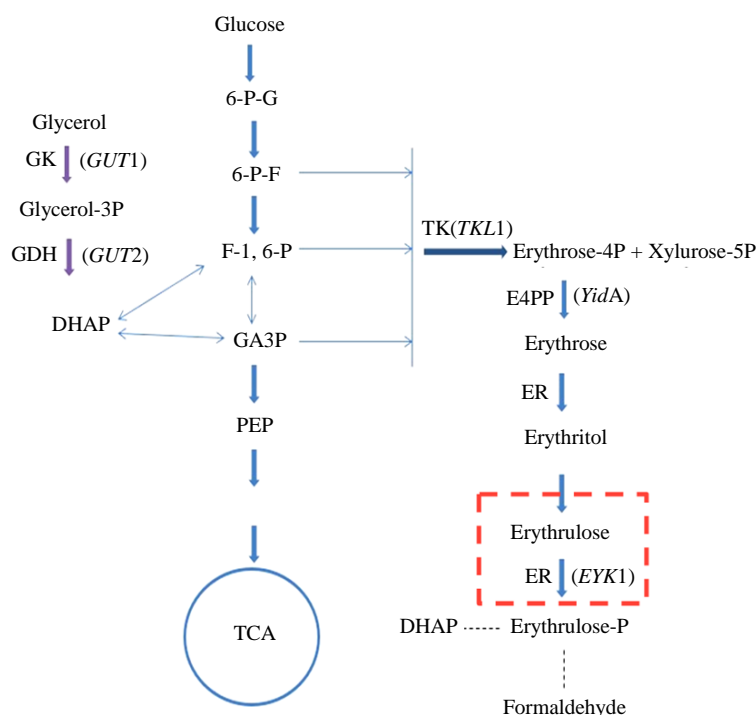 Glucose
6-P-G
Glycerol
GK (GUT1)
6-P-F
Glycerol-3P
TK(TKL1)
GDH (GUT2)
F-1, 6-P
Erythrose-4P + Xylurose-5P
E4PP (YidA)
DHAP
GA3P
Erythrose
ER
PEP
Erythritol
Erythrulose
ER (EYK1)
TCA
DHAP
Erythrulose-P
Formaldehyde